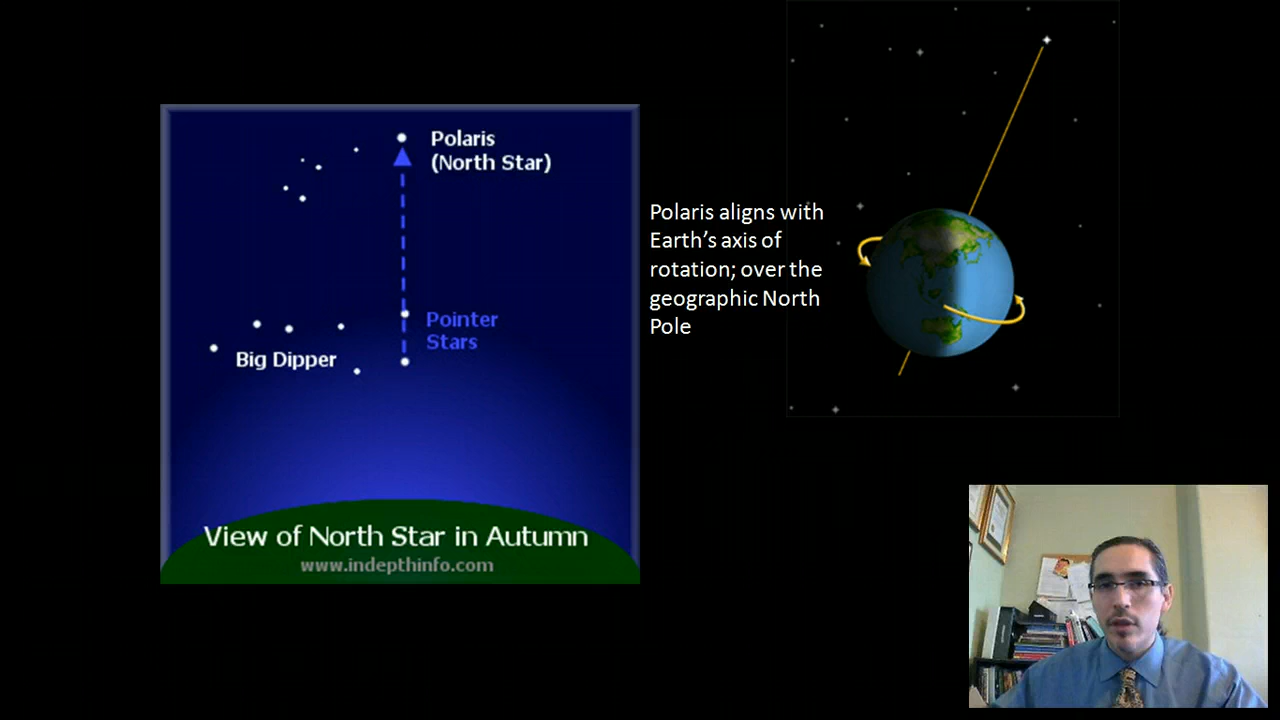 Polaris
(North Star)
Pointer
Stars
Big Dipper
View of North Star in Autumn
www.indepthinfo.com
Polaris aligns with
Earth’s axis of
rotation; over the
geographic North
Pole